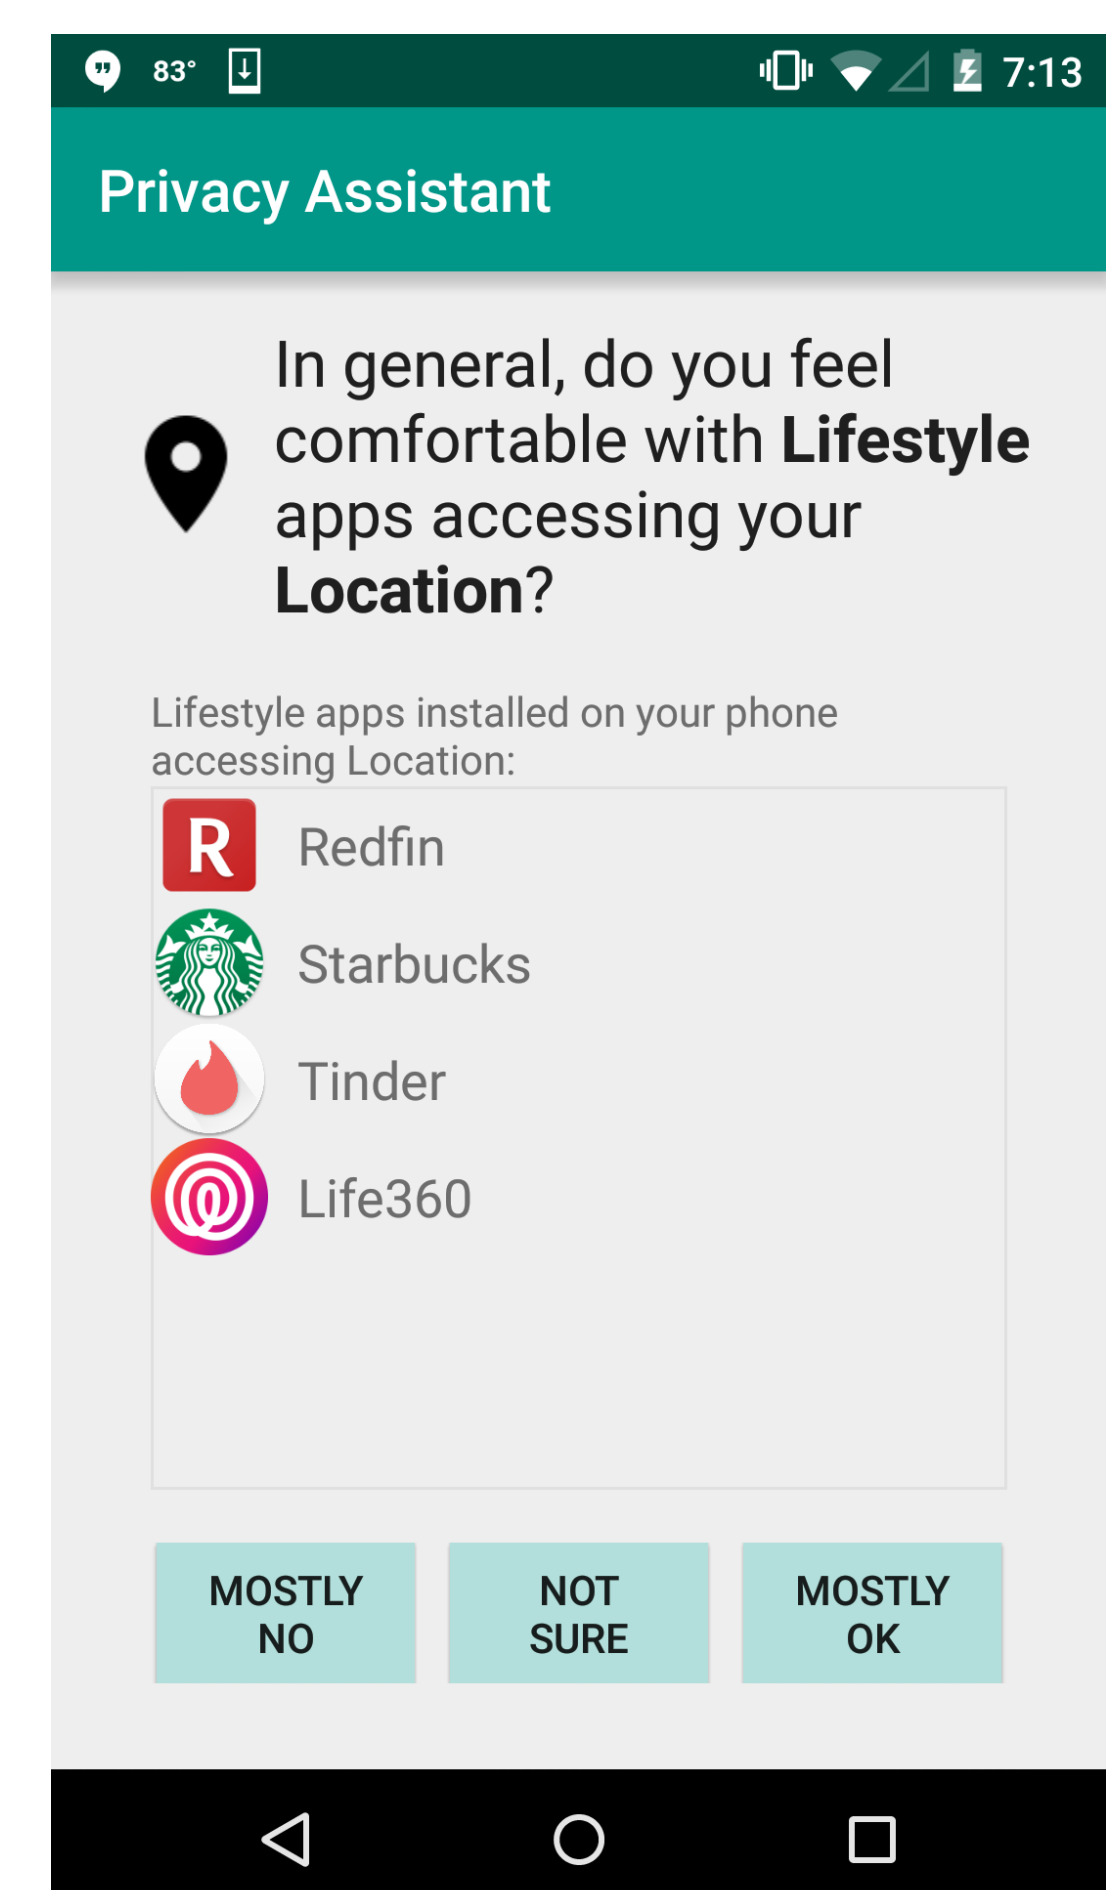 83°
7:13
Privacy Assistant
In general, do you feel
comfortable with Lifestyle
apps accessing your
Location?
Lifestyle apps installed on your phone
accessing Location:
R
Redfin
Starbucks
Tinder
Life360
MOSTLY
NO
NOT
SURE
MOSTLY
OK